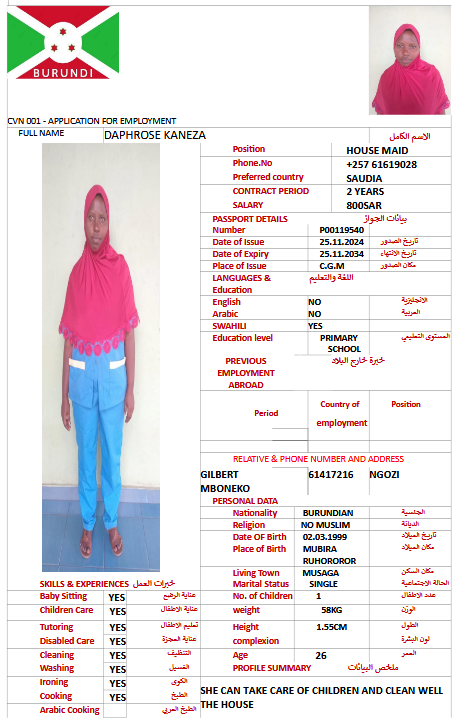 BURUNDI
CVN 001 - APPLICATION FOR EMPLOYMENT
FULL NAME DAPHROSE KANEZA الاسم الكامل
Position HOUSE MAID
Phone.No +257 61619028
Preferred country SAUDIA
CONTRACT PERIOD 2 YEARS
SALARY 800SAR
PASSPORT DETAILS بيانات الجواز
Number P00119540
Date of Issue 25.11.2024 تاريخ الصدور
Date of Expiry 25.11.2034 تاريخ الانتهاء
Place of Issue C.G.M مكان الصدور
LANGUAGES & اللغة والتعليم
Education
English NO الانجليزية
Arabic NO العربية
SWAHILI YES
Education level PRIMARY المستوى التعليمي
SCHOOL
PREVIOUS خبرة خارج البلاد
EMPLOYMENT
ABROAD
Period Country of Position
employment
RELATIVE & PHONE NUMBER AND ADDRESS
GILBERT 61417216 NGOZI
MBONEKO
PERSONAL DATA
Nationality BURUNDIAN الجلسية
Religion NO MUSLIM الديانة
Date OF Birth 02.03.1999 تاريخ الميلاد
Place of Birth MUBIRA مكان الميلاد
RUHOROROR
Living Town MUSAGA مكان السكن
Marital Status SINGLE الحالة الاجتماعية
No. of Children 1 عدد الاطفال
weight 58KG الوزن
Height 1.55CM الطول
complexion لون البشرة
Age 26 العمر
PROFILE SUMMARY ملخص البيانات
SHE CAN TAKE CARE OF CHILDREN AND CLEAN WELL
THE HOUSE
SKILLS & EXPERIENCES خبرات العمل
Baby Sitting YES عناية الرضع
Children Care YES عناية الاطفال
Tutoring YES تعليم الاطفال
Disabled Care YES عناية العجزة
Cleaning YES التنظيف
Washing YES الغسيل
Ironing YES الكوى
Cooking YES الطبخ
Arabic Cooking الطبخ العربي